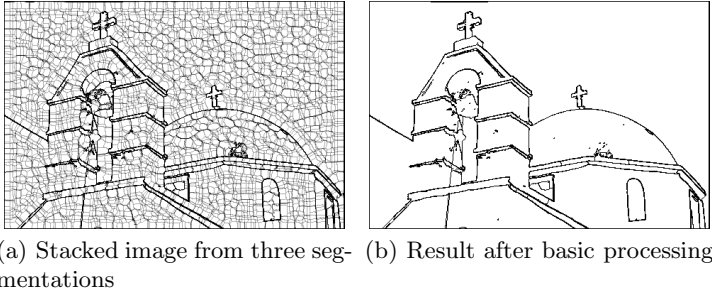 (a) Stacked image from three seg-
mentations
(b) Result after basic processing